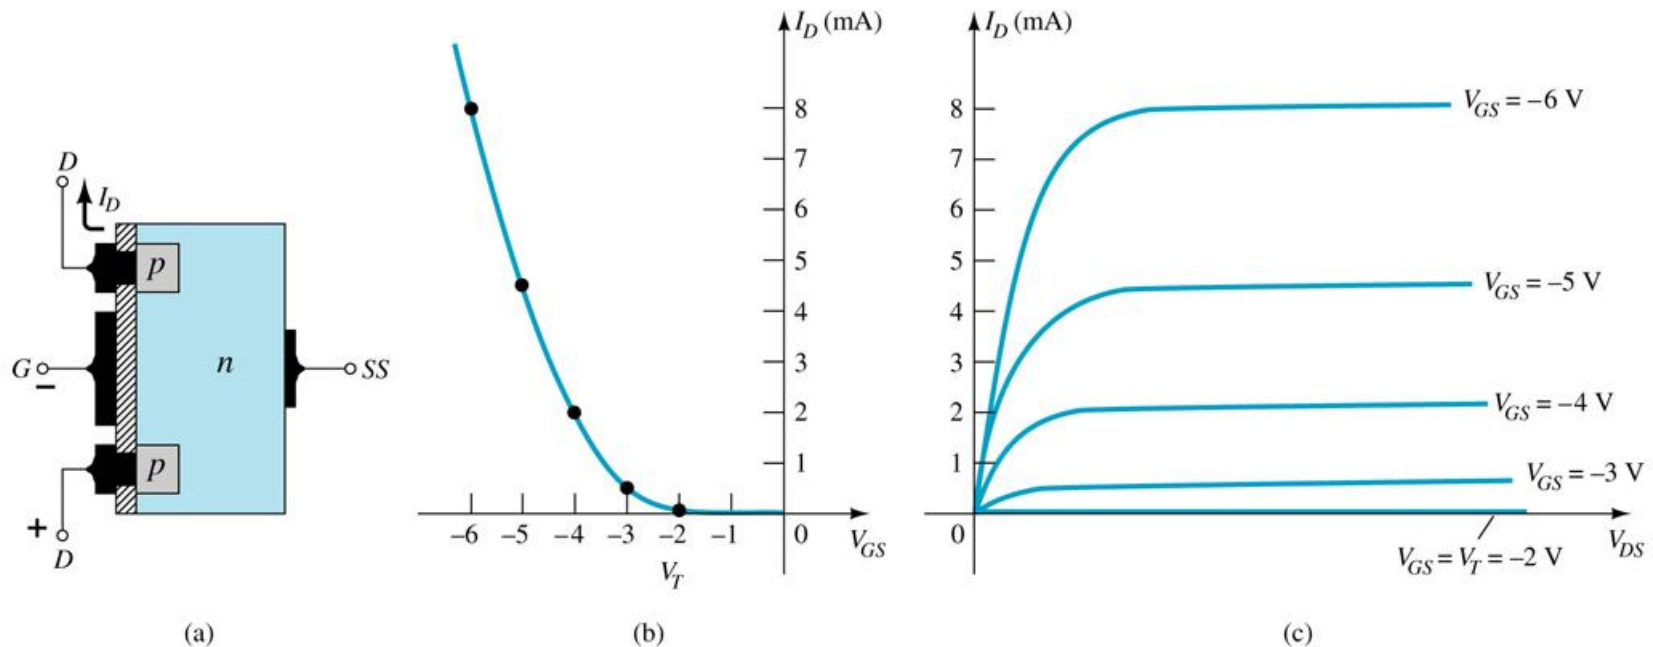 D
I_D
p
n
G
−
SS
p
+
D
(a)
I_D (mA)
8
7
6
5
4
3
2
1
0
−6 −5 −4 −3 −2 −1
V_GS
V_T
(b)
I_D (mA)
8
7
6
5
4
3
2
1
0
V_GS = −6 V
V_GS = −5 V
V_GS = −4 V
V_GS = −3 V
V_DS
V_GS = V_T = −2 V
(c)